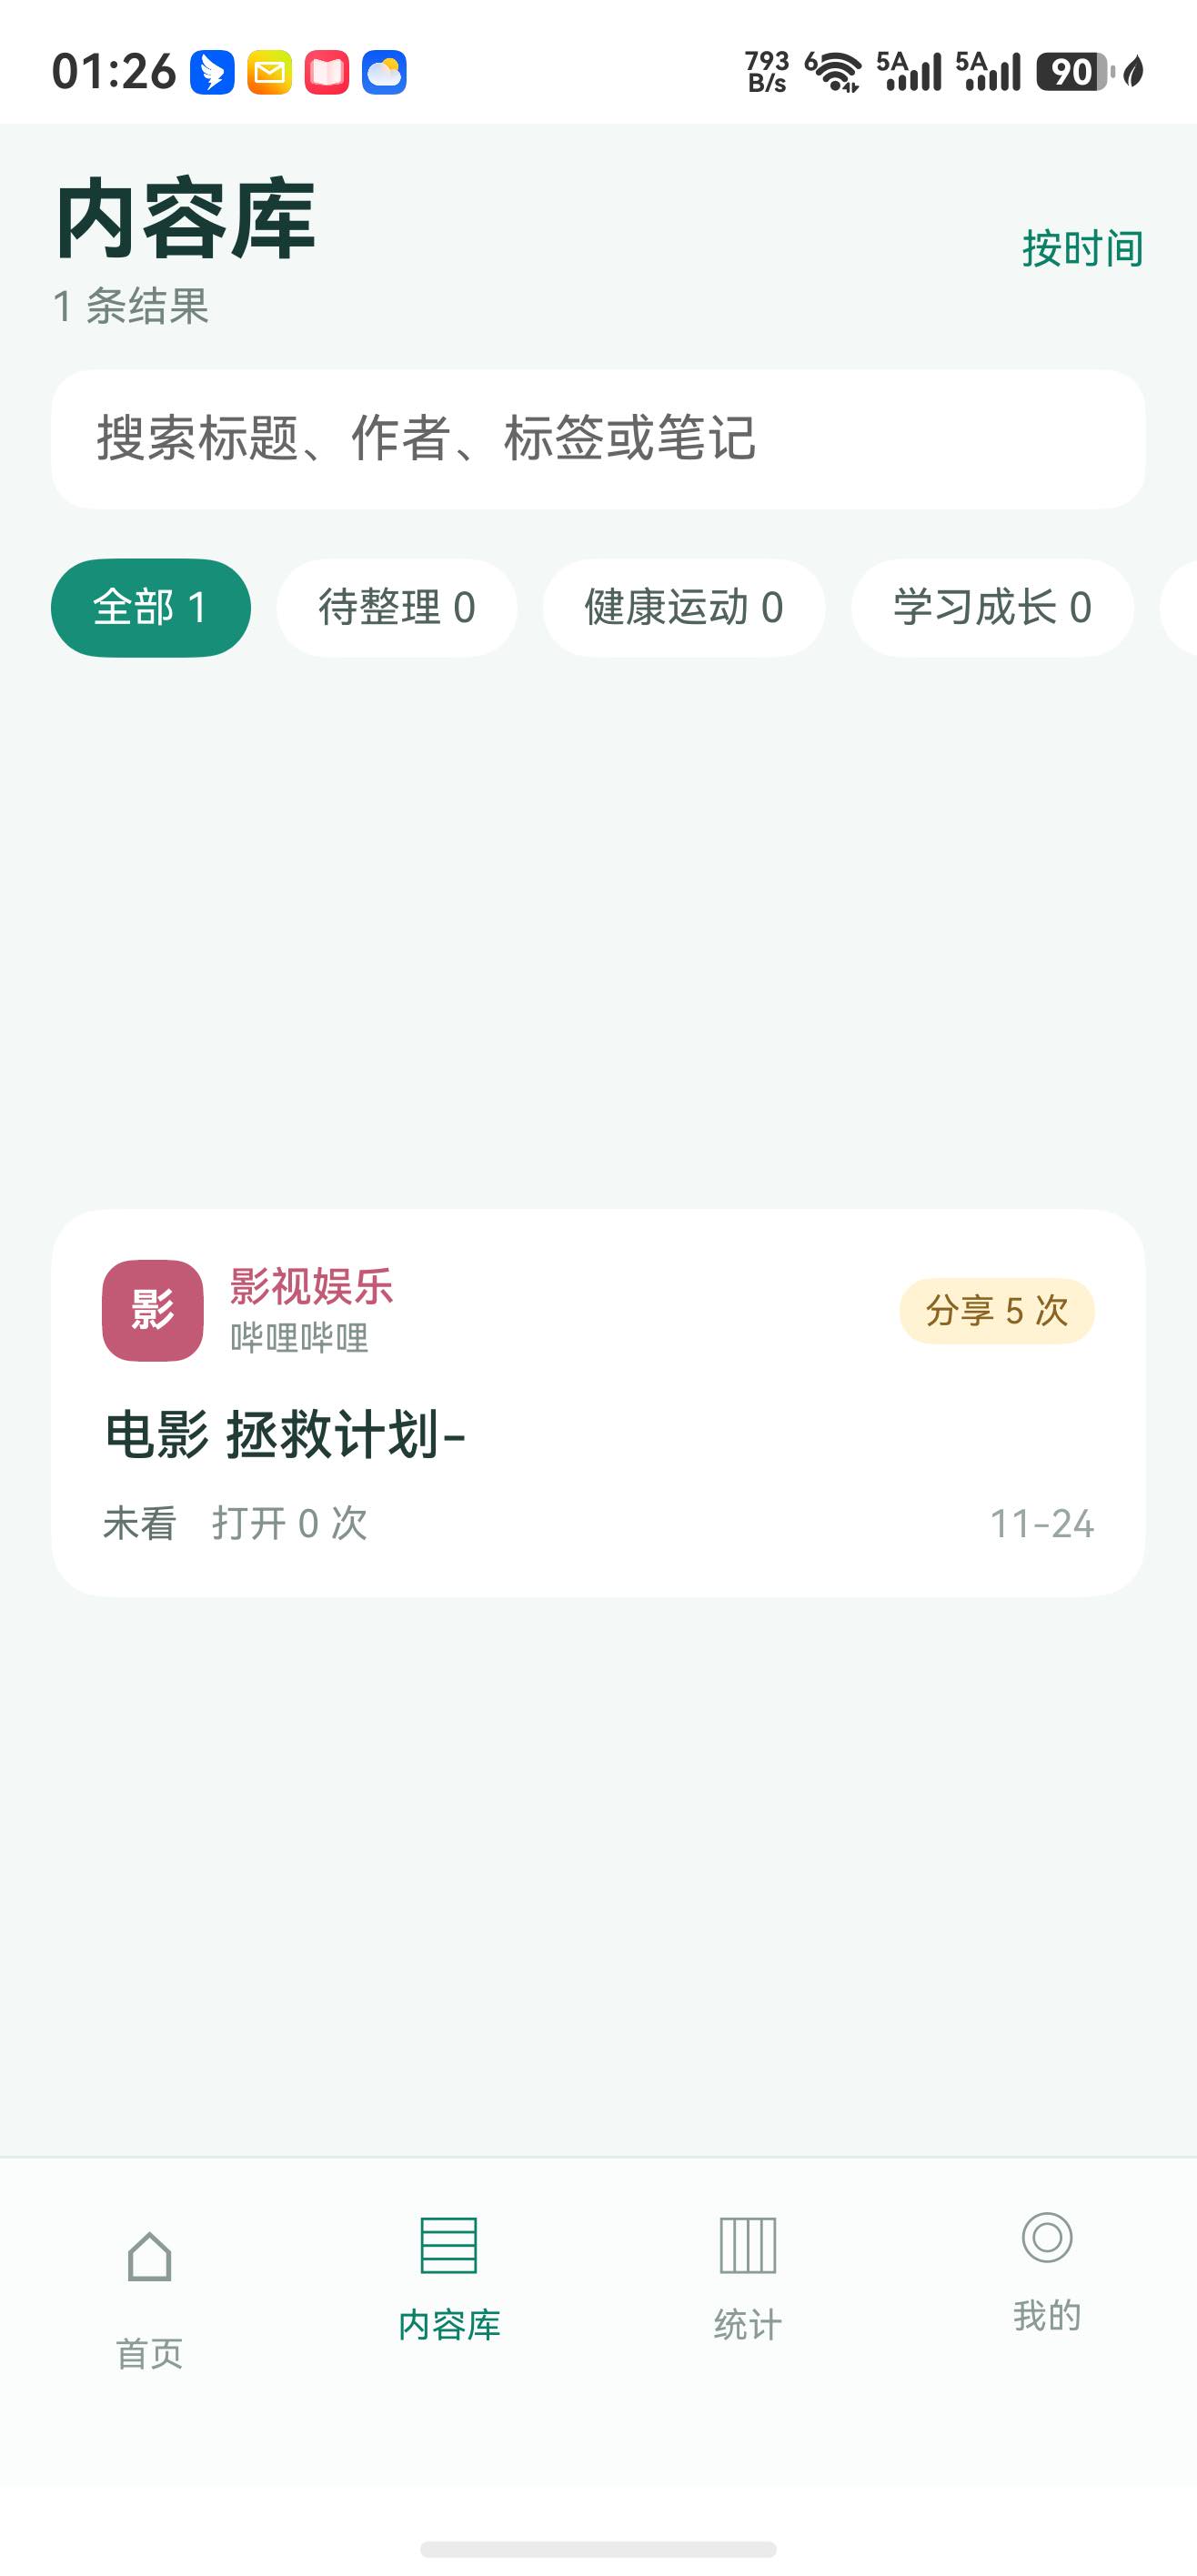 01:26
793 B/s
6
5A
5A
90
内容库
按时间
1 条结果
搜索标题、作者、标签或笔记
全部 1
待整理 0
健康运动 0
学习成长 0
影
影视娱乐
哔哩哔哩
分享 5 次
电影 拯救计划-
未看 打开 0 次
11-24
首页
内容库
统计
我的